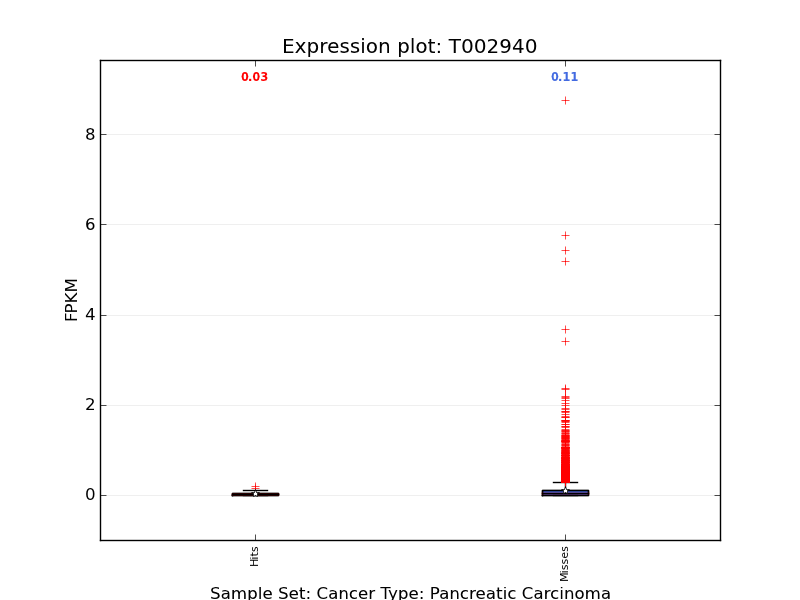 Expression plot: T002940
0.03
0.11
8
6
4
2
0
FPKM
Hits
Misses
Sample Set: Cancer Type: Pancreatic Carcinoma